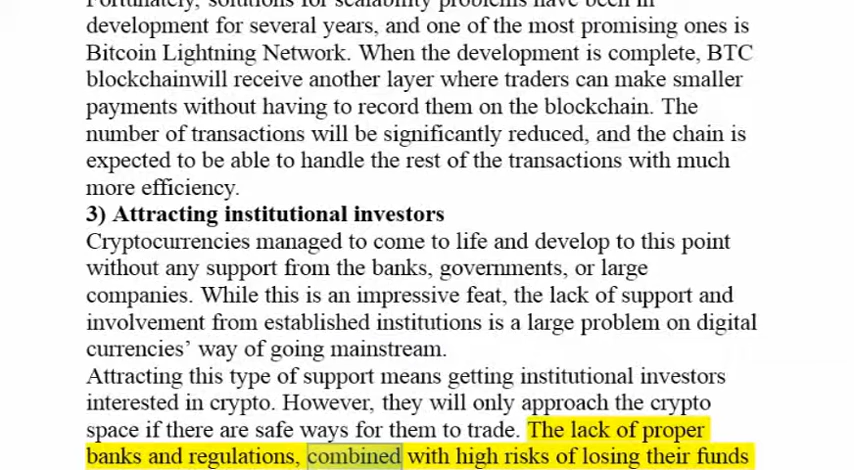 Fortunately, solutions for scalability problems have been in
development for several years, and one of the most promising ones is
Bitcoin Lightning Network. When the development is complete, BTC
blockchainwill receive another layer where traders can make smaller
payments without having to record them on the blockchain. The
number of transactions will be significantly reduced, and the chain is
expected to be able to handle the rest of the transactions with much
more efficiency.
3) Attracting institutional investors
Cryptocurrencies managed to come to life and develop to this point
without any support from the banks, governments, or large
companies. While this is an impressive feat, the lack of support and
involvement from established institutions is a large problem on digital
currencies’ way of going mainstream.
Attracting this type of support means getting institutional investors
interested in crypto. However, they will only approach the crypto
space if there are safe ways for them to trade. The lack of proper
banks and regulations, combined with high risks of losing their funds